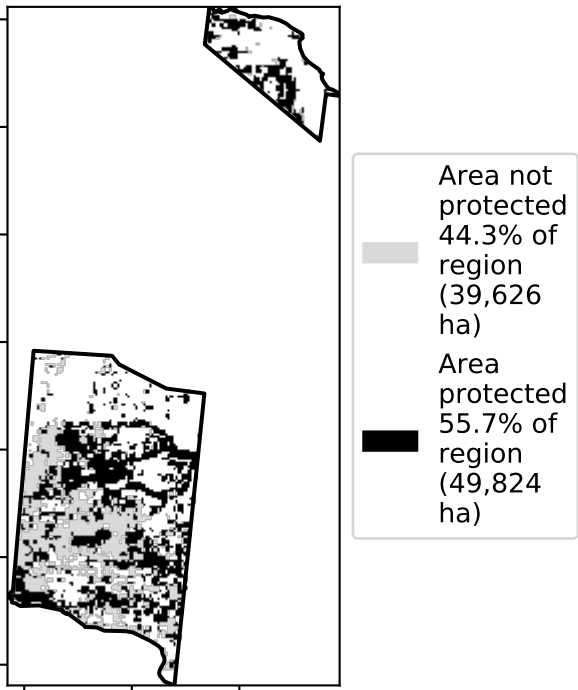 Area not
protected
44.3% of
region
(39,626
ha)
Area
protected
55.7% of
region
(49,824
ha)